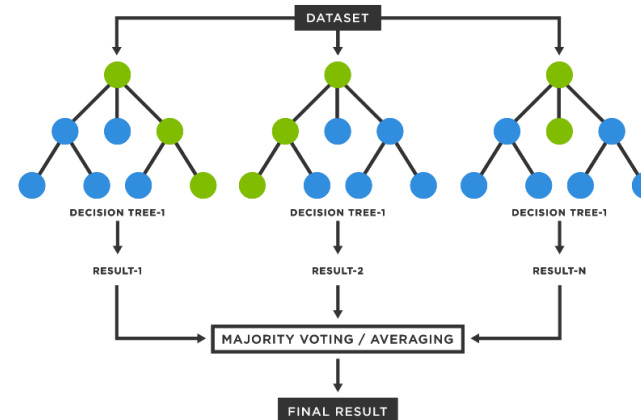 DATASET
DECISION TREE-1
DECISION TREE-1
DECISION TREE-1
RESULT-1
RESULT-2
RESULT-N
MAJORITY VOTING / AVERAGING
FINAL RESULT